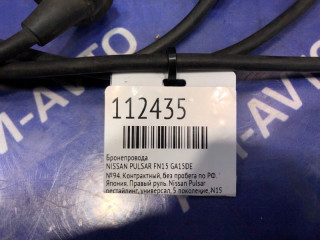 112435
Бронепровода
NISSAN PULSAR FN15 GA15DE
№94. Контрактный, без пробега по РФ.
Япония. Правый руль. Nissan Pulsar
рестайлинг, универсал, 5 поколение, N15